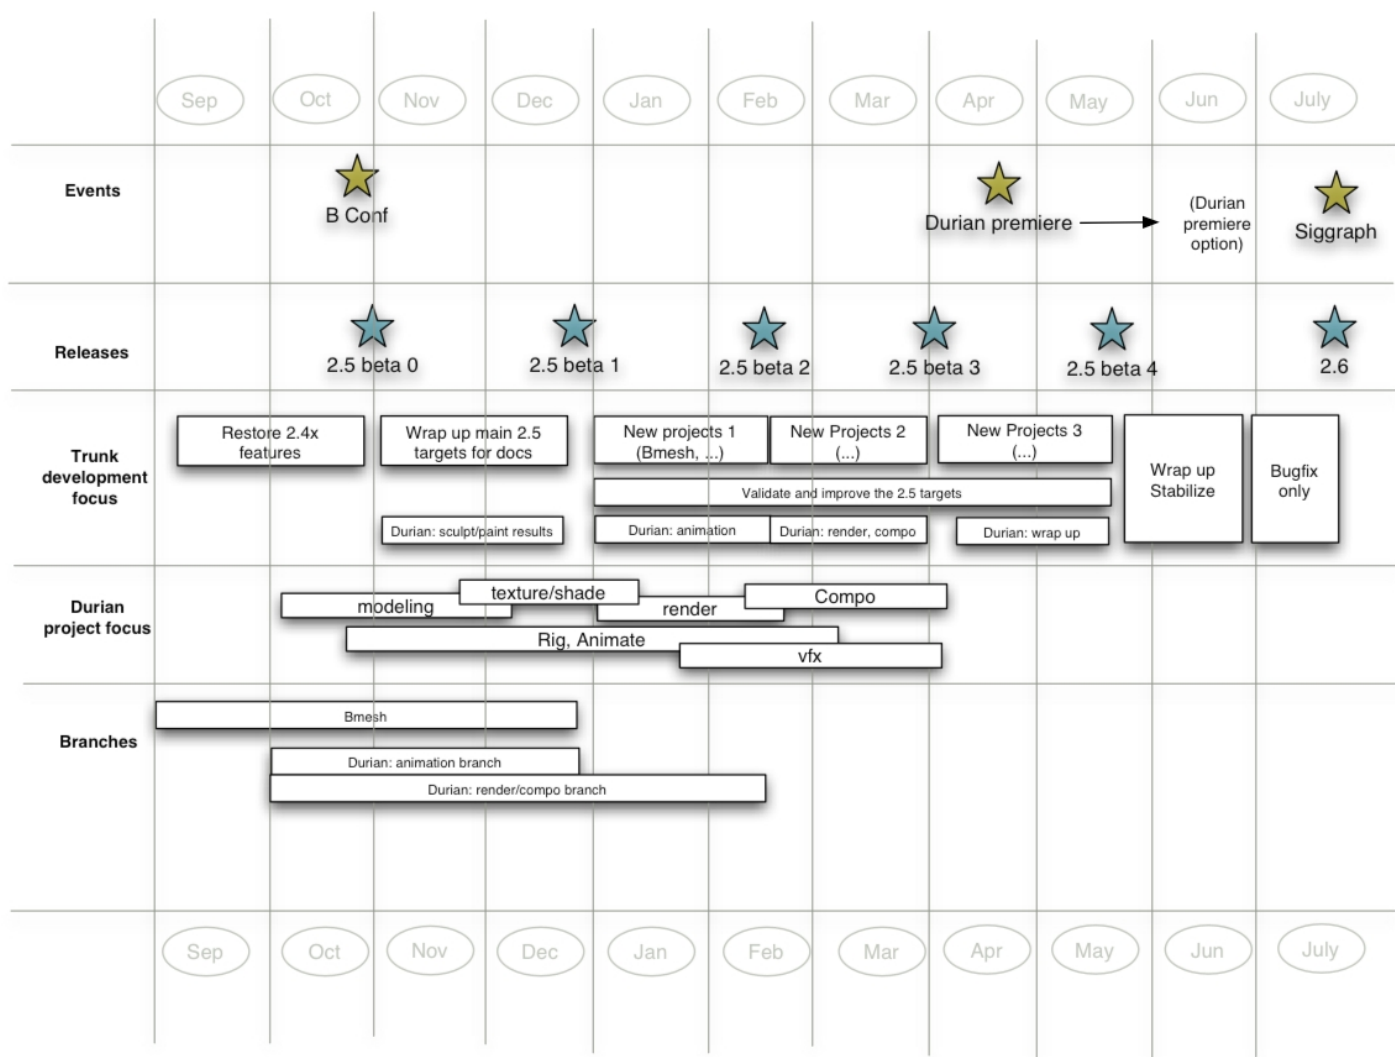 Sep
Oct
Nov
Dec
Jan
Feb
Mar
Apr
May
Jun
July
Events
B Conf
Durian premiere
(Durian
premiere
option)
Siggraph
Releases
2.5 beta 0
2.5 beta 1
2.5 beta 2
2.5 beta 3
2.5 beta 4
2.6
Trunk
development
focus
Restore 2.4x
features
Wrap up main 2.5
targets for docs
New projects 1
(Bmesh, ...)
New Projects 2
(...)
New Projects 3
(...)
Wrap up
Stabilize
Bugfix
only
Validate and improve the 2.5 targets
Durian: sculpt/paint results
Durian: animation
Durian: render, compo
Durian: wrap up
Durian
project focus
modeling
texture/shade
render
Compo
Rig, Animate
vfx
Branches
Bmesh
Durian: animation branch
Durian: render/compo branch
Sep
Oct
Nov
Dec
Jan
Feb
Mar
Apr
May
Jun
July